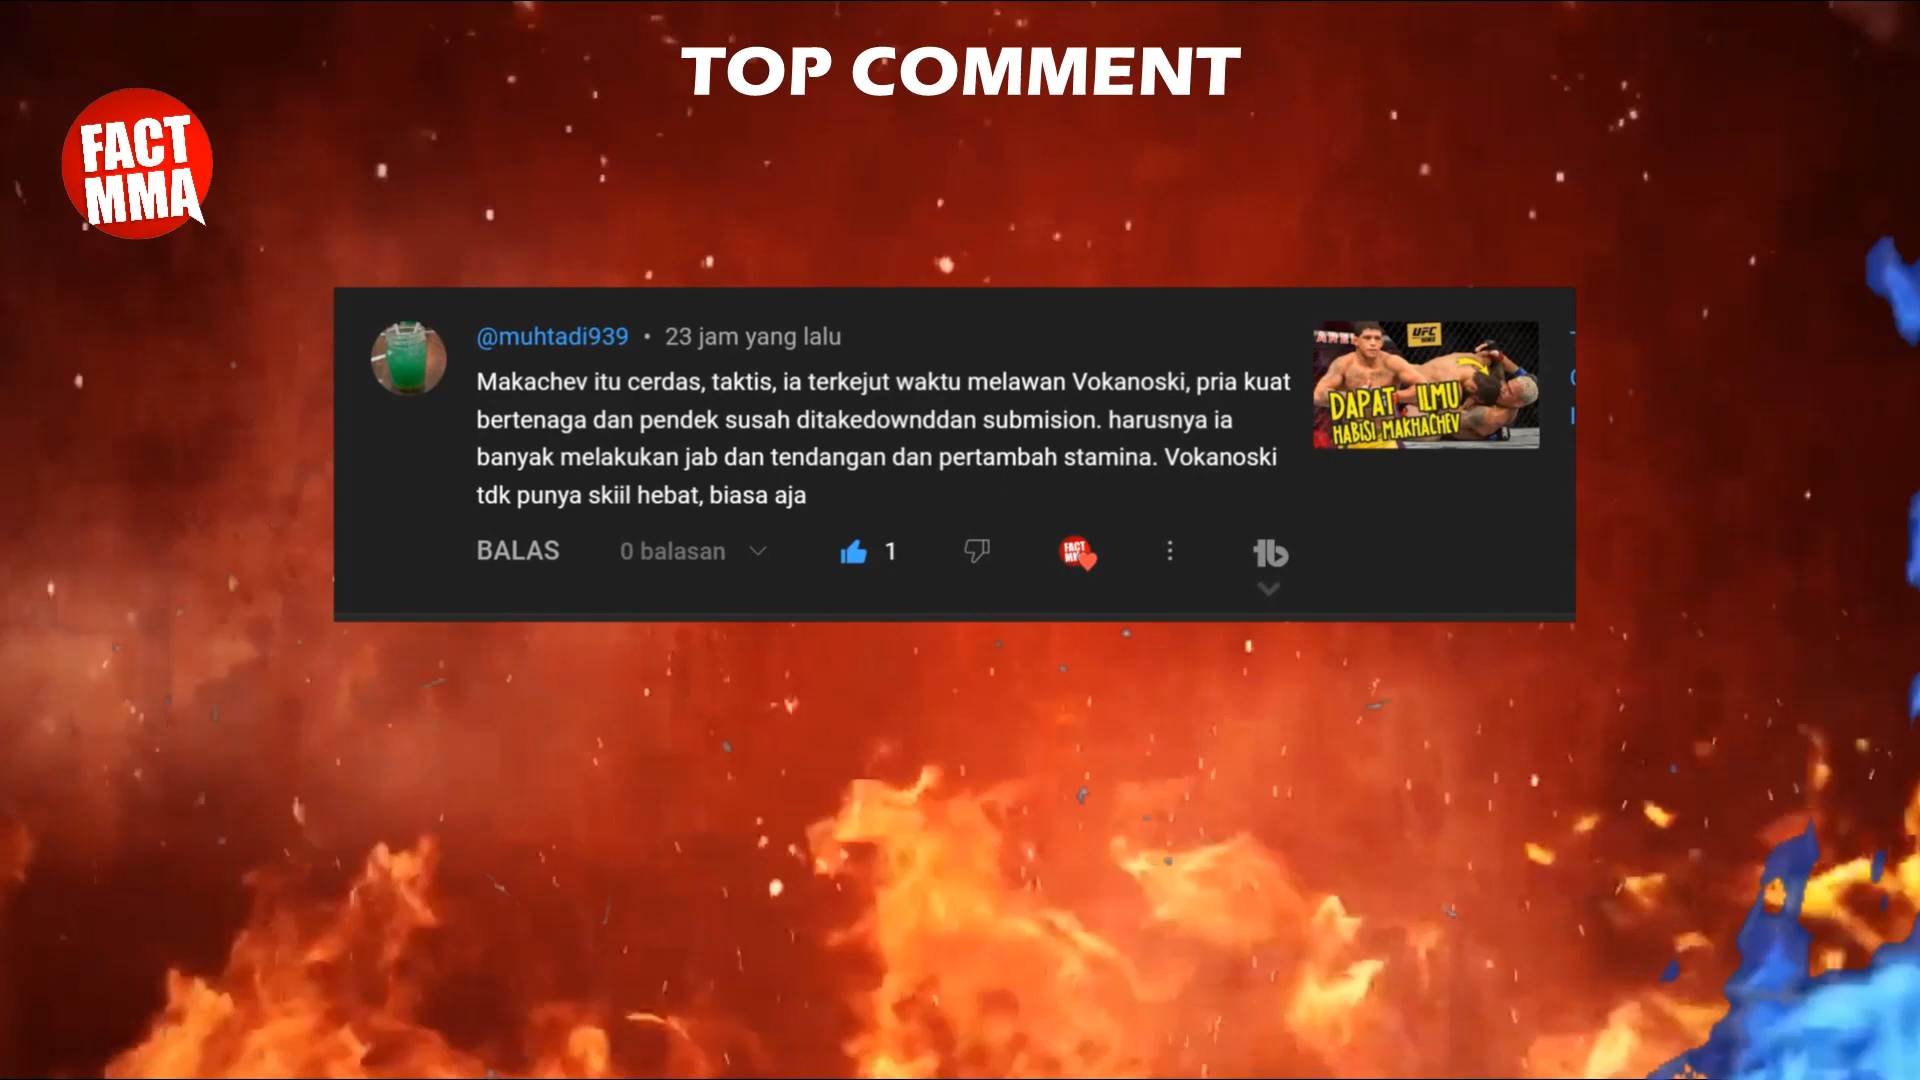 TOP COMMENT
FACT
MMA
@muhtadi939 • 23 jam yang lalu
Makachev itu cerdas, taktis, ia terkejut waktu melawan Vokanoski, pria kuat
bertenaga dan pendek susah ditakedownddan submision. harusnya ia
banyak melakukan jab dan tendangan dan pertambah stamina. Vokanoski
tdk punya skiil hebat, biasa aja
UFC
DAPAT ILMU
HABISI MAKHACHEV
BALAS 0 balasan 1
FACT